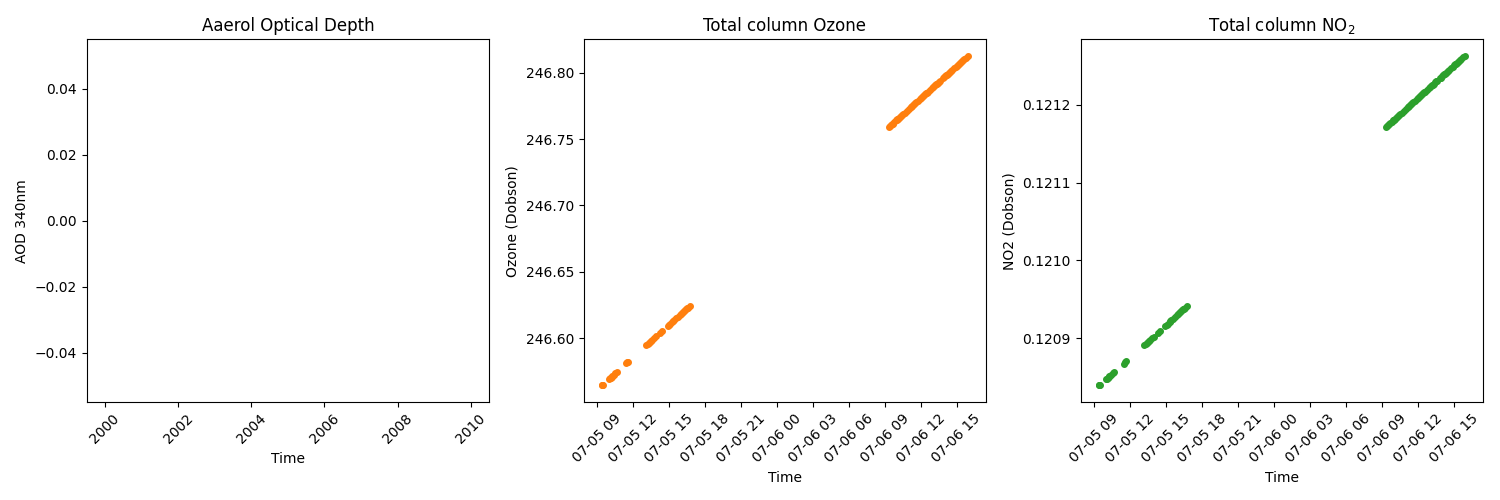 Aaerol Optical Depth
AOD 340nm
0.04
0.02
0.00
−0.02
−0.04
2000 2002 2004 2006 2008 2010
Time
Total column Ozone
Ozone (Dobson)
246.80
246.75
246.70
246.65
246.60
07-05 09 07-05 12 07-05 15 07-05 18 07-05 21 07-06 00 07-06 03 07-06 06 07-06 09 07-06 12 07-06 15
Time
Total column NO₂
NO2 (Dobson)
0.1212
0.1211
0.1210
0.1209
07-05 09 07-05 12 07-05 15 07-05 18 07-05 21 07-06 00 07-06 03 07-06 06 07-06 09 07-06 12 07-06 15
Time